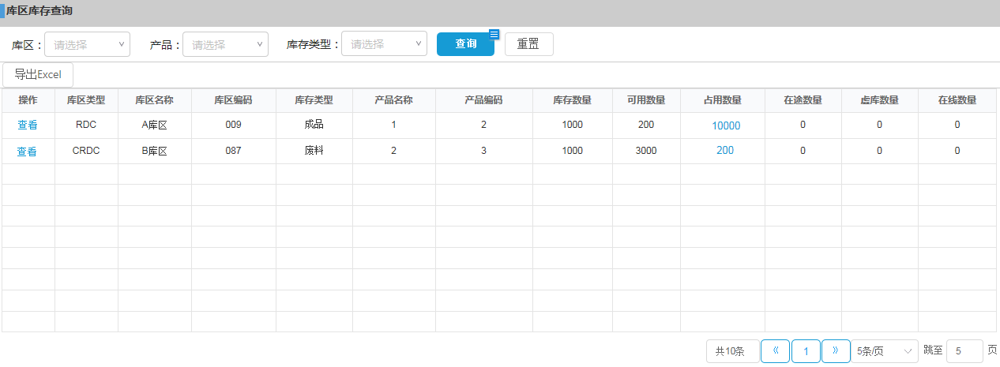 库区库存查询
库区： 请选择 产品： 请选择 库存类型： 请选择 查询 重置
导出Excel
操作 库区类型 库区名称 库区编码 库存类型 产品名称 产品编码 库存数量 可用数量 占用数量 在途数量 虚库数量 在线数量
查看 RDC A库区 009 成品 1 2 1000 200 10000 0 0 0
查看 CRDC B库区 087 废料 2 3 1000 3000 200 0 0 0
共10条 《 1 》 5条/页 跳至 5 页